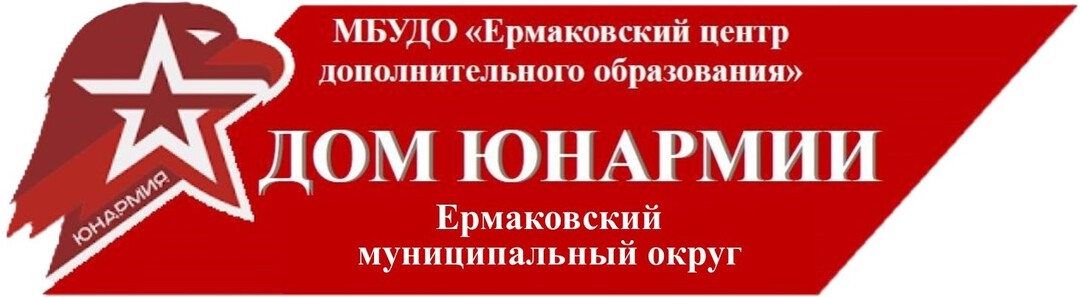 МБУДО «Ермаковский центр
дополнительного образования»
ДОМ ЮНАРМИИ
ЮНАРМИЯ
Ермаковский
муниципальный округ